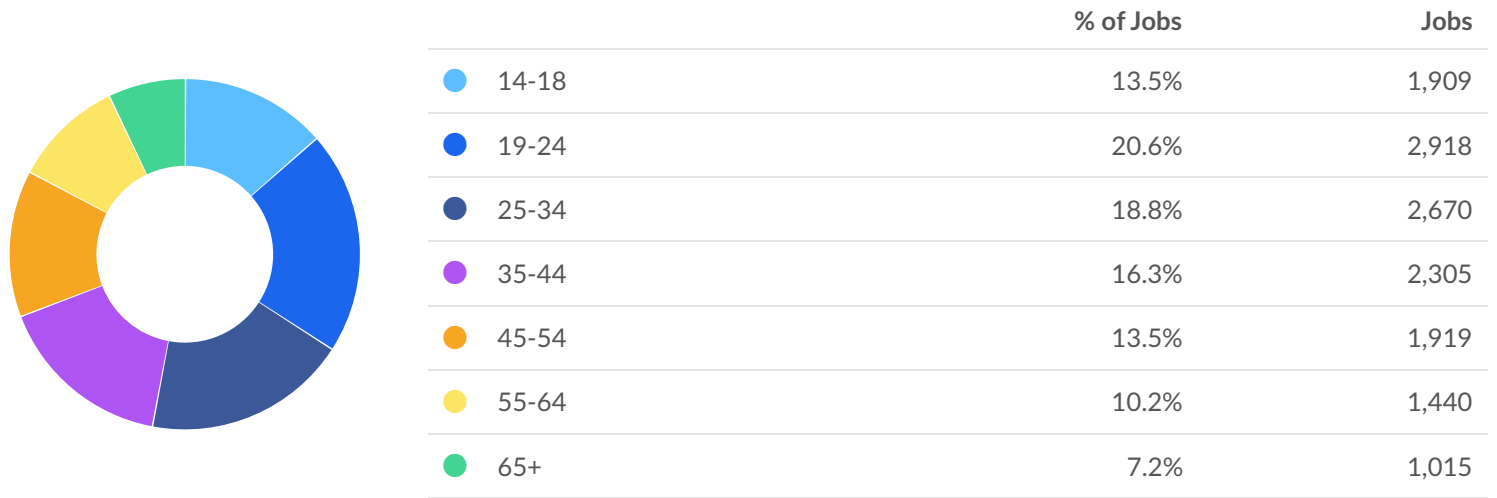 % of Jobs Jobs
14-18 13.5% 1,909
19-24 20.6% 2,918
25-34 18.8% 2,670
35-44 16.3% 2,305
45-54 13.5% 1,919
55-64 10.2% 1,440
65+ 7.2% 1,015